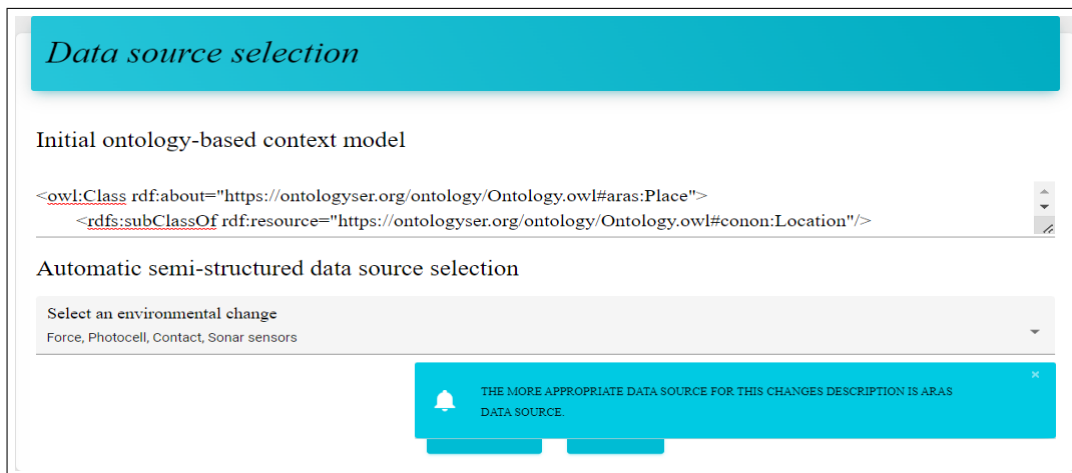 Data source selection
Initial ontology-based context model
<owl:Class rdf:about="https://ontologyser.org/ontology/Ontology.owl#aras:Place">
<rdfs:subClassOf rdf:resource="https://ontologyser.org/ontology/Ontology.owl#conon:Location"/>
Automatic semi-structured data source selection
Select an environmental change
Force, Photocell, Contact, Sonar sensors
THE MORE APPROPRIATE DATA SOURCE FOR THIS CHANGES DESCRIPTION IS ARAS
DATA SOURCE.